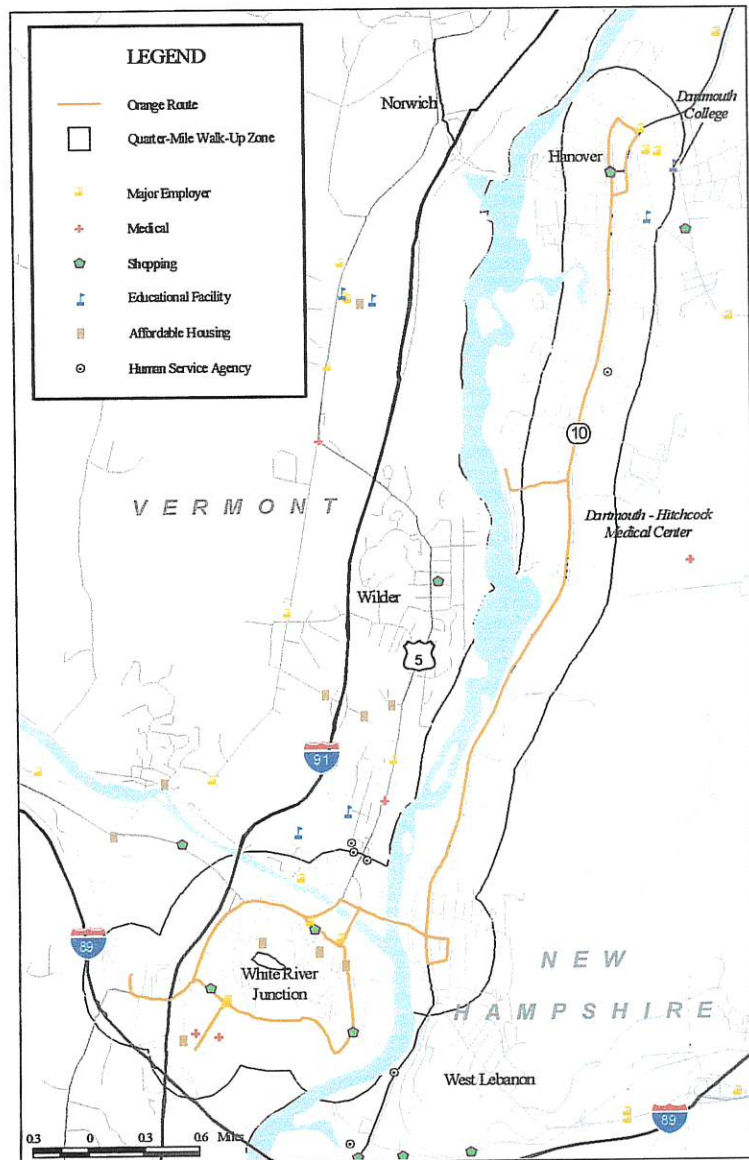 LEGEND
Orange Route
Quarter-Mile Walk-Up Zone
Major Employer
Medical
Shopping
Educational Facility
Affordable Housing
Human Service Agency
Norwich
Dartmouth
College
Hanover
10
VERMONT
Dartmouth - Hitchcock
Medical Center
Wilder
5
91
89
White River
Junction
NEW
HAMPSHIRE
West Lebanon
89
0.3 0 0.3 0.6 Miles